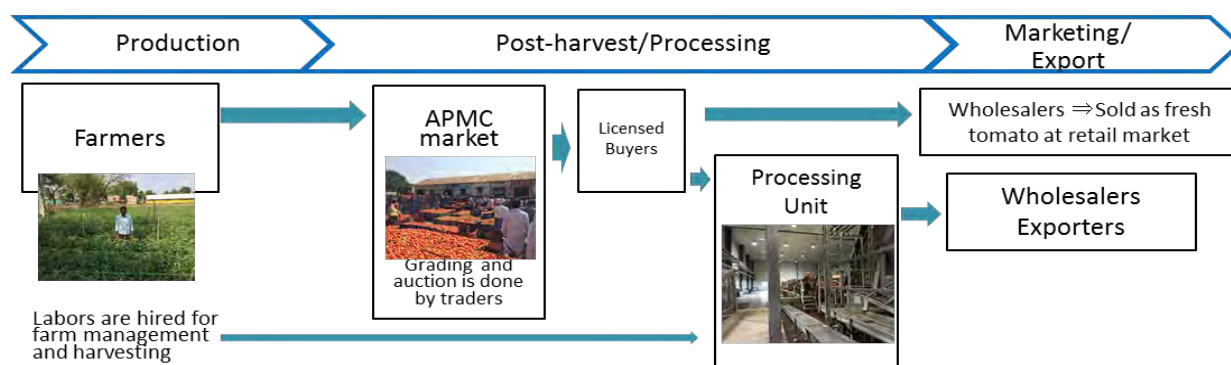 Production
Post-harvest/Processing
Marketing/
Export
Farmers
APMC
market
Grading and
auction is done
by traders
Licensed
Buyers
Wholesalers ⇒Sold as fresh
tomato at retail market
Processing
Unit
Wholesalers
Exporters
Labors are hired for
farm management
and harvesting